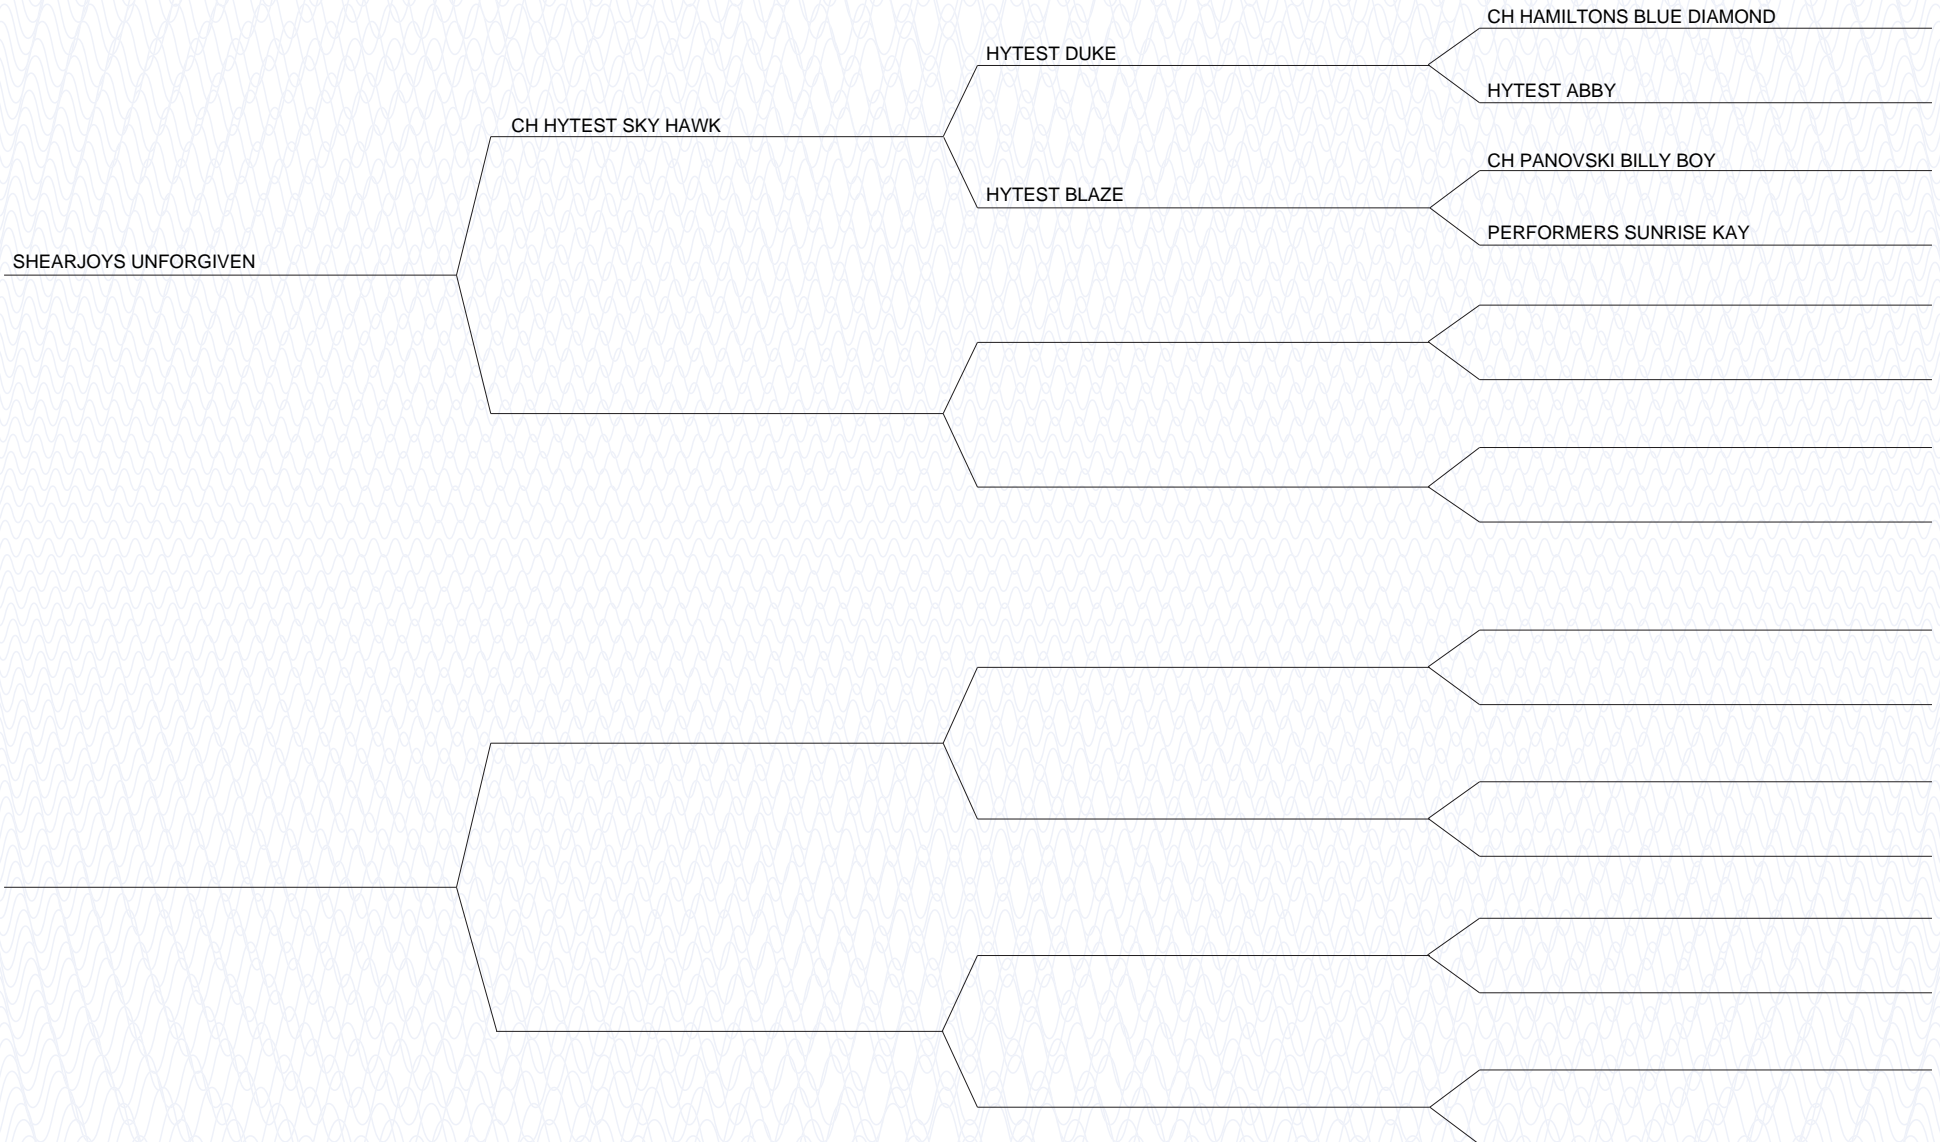 CH HAMILTONS BLUE DIAMOND
HYTEST DUKE
HYTEST ABBY
CH HYTEST SKY HAWK
CH PANOVSKI BILLY BOY
HYTEST BLAZE
PERFORMERS SUNRISE KAY
SHEARJOYS UNFORGIVEN